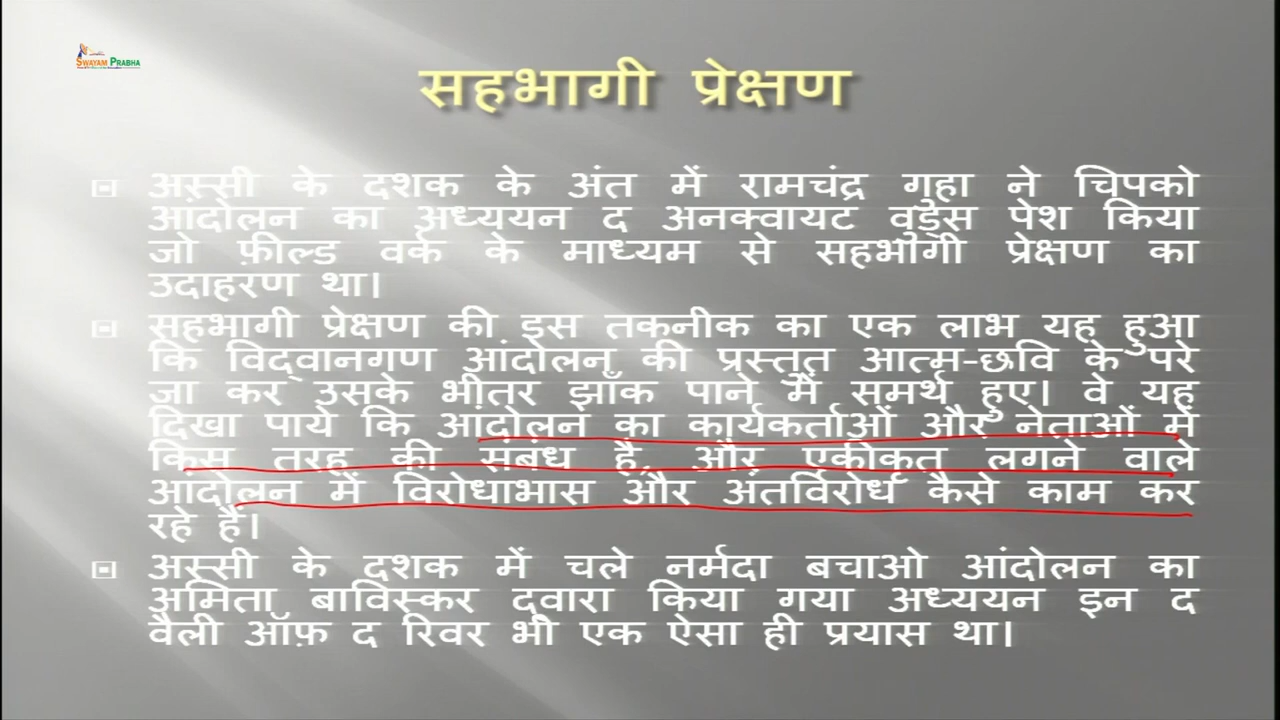 SWAYAM PRABHA
सहभागी प्रेक्षण
अस्सी के दशक के अंत में रामचंद्र गुहा ने चिपको
आंदोलन का अध्ययन द अनक्वायट वुड्स पेश किया
जो फ़ील्ड वर्क के माध्यम से सहभागी प्रेक्षण का
उदाहरण था।
सहभागी प्रेक्षण की इस तकनीक का एक लाभ यह हुआ
कि विद्वानगण आंदोलन की प्रस्तुत आत्म-छवि के परे
जा कर उसके भीतर झाँक पाने में समर्थ हुए। वे यह
दिखा पाये कि आंदोलन का कार्यकर्ताओं और नेताओं में
किस तरह की संबंध है, और एकीकृत लगने वाले
आंदोलन में विरोधाभास और अंतर्विरोध कैसे काम कर
रहे हैं।
अस्सी के दशक में चले नर्मदा बचाओ आंदोलन का
अमिता बाविस्कर द्वारा किया गया अध्ययन इन द
वैली ऑफ़ द रिवर भी एक ऐसा ही प्रयास था।